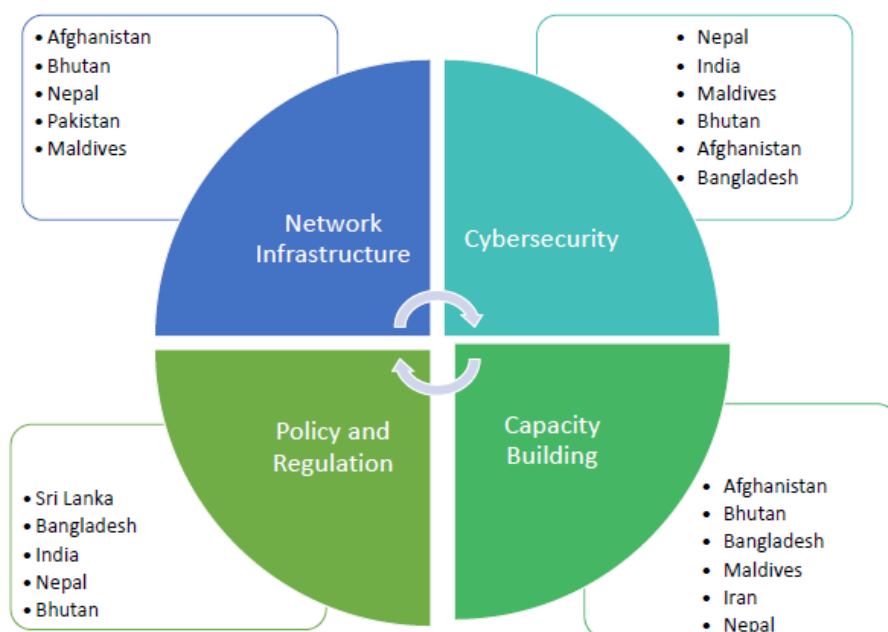 • Afghanistan
• Bhutan
• Nepal
• Pakistan
• Maldives
• Nepal
• India
• Maldives
• Bhutan
• Afghanistan
• Bangladesh
Network
Infrastructure
Cybersecurity
Policy and
Regulation
Capacity
Building
• Sri Lanka
• Bangladesh
• India
• Nepal
• Bhutan
• Afghanistan
• Bhutan
• Bangladesh
• Maldives
• Iran
• Nepal